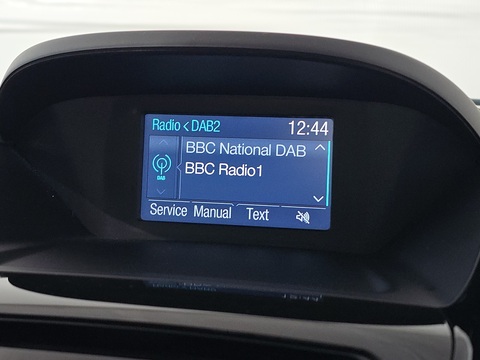 Radio < DAB2 12:44
BBC National DAB
BBC Radio1
DAB
Service Manual Text